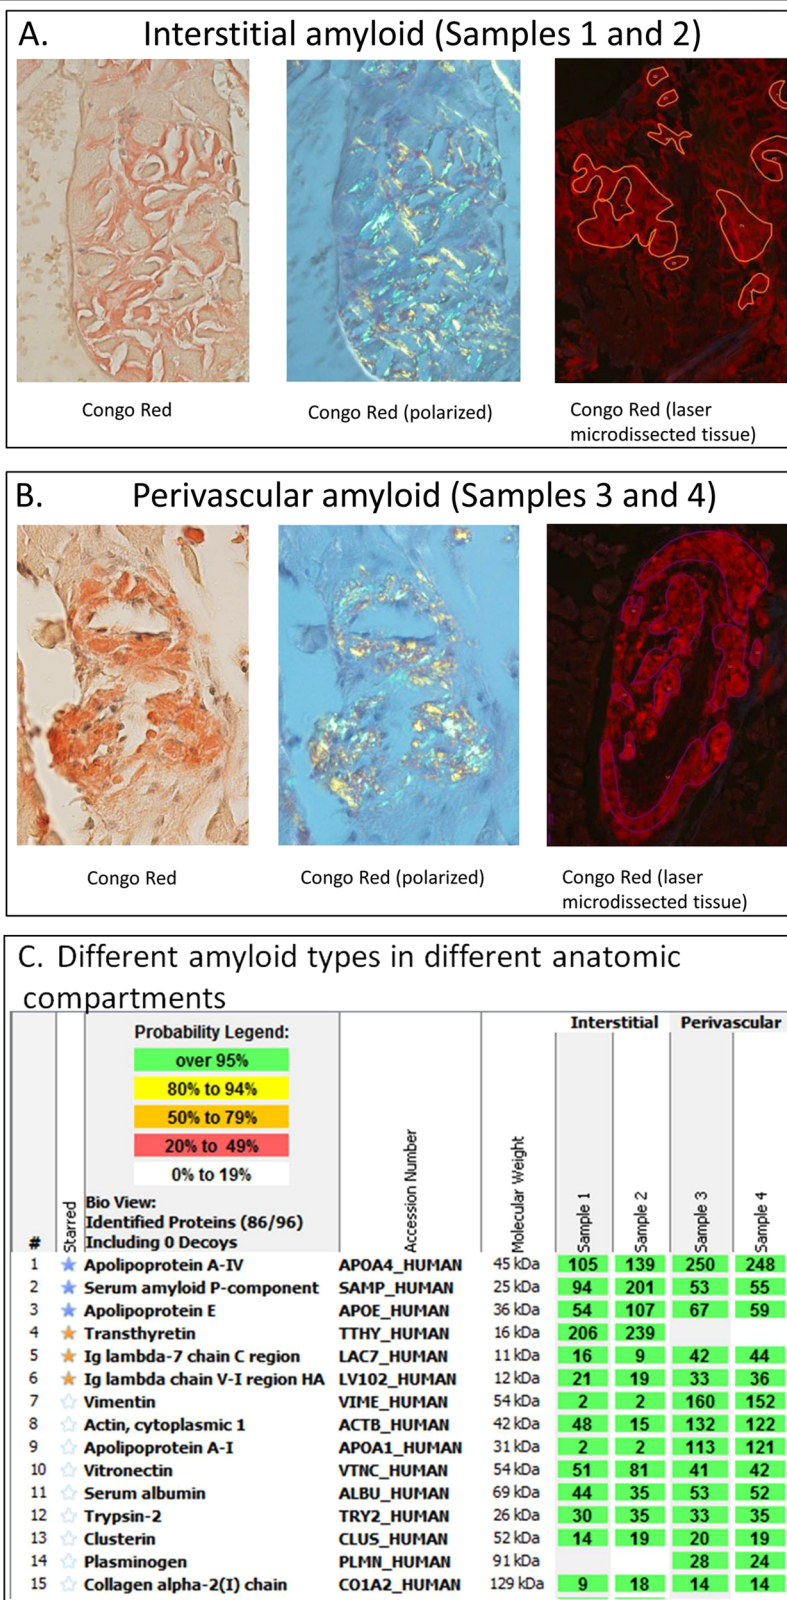 A. Interstitial amyloid (Samples 1 and 2)
Congo Red
Congo Red (polarized)
Congo Red (laser
microdissected tissue)
B. Perivascular amyloid (Samples 3 and 4)
Congo Red
Congo Red (polarized)
Congo Red (laser
microdissected tissue)
C. Different amyloid types in different anatomic
compartments
Probability Legend:
over 95%
80% to 94%
50% to 79%
20% to 49%
0% to 19%
Bio View:
Identified Proteins (86/96)
Including 0 Decoys
#
Starred
Accession Number
Molecular Weight
Interstitial Perivascular
Sample 1
Sample 2
Sample 3
Sample 4
1 Apolipoprotein A-IV APOA4_HUMAN 45 kDa 105 139 250 248
2 Serum amyloid P-component SAMP_HUMAN 25 kDa 94 201 53 55
3 Apolipoprotein E APOE_HUMAN 36 kDa 54 107 67 59
4 Transthyretin TTHY_HUMAN 16 kDa 206 239
5 Ig lambda-7 chain C region LAC7_HUMAN 11 kDa 16 9 42 44
6 Ig lambda chain V-I region HA LV102_HUMAN 12 kDa 21 19 33 36
7 Vimentin VIME_HUMAN 54 kDa 2 2 160 152
8 Actin, cytoplasmic 1 ACTB_HUMAN 42 kDa 48 15 132 122
9 Apolipoprotein A-I APOA1_HUMAN 31 kDa 2 2 113 121
10 Vitronectin VTNC_HUMAN 54 kDa 51 81 41 42
11 Serum albumin ALBU_HUMAN 69 kDa 44 35 53 52
12 Trypsin-2 TRY2_HUMAN 26 kDa 30 35 33 35
13 Clusterin CLUS_HUMAN 52 kDa 14 19 20 19
14 Plasminogen PLMN_HUMAN 91 kDa 28 24
15 Collagen alpha-2(I) chain CO1A2_HUMAN 129 kDa 9 18 14 14